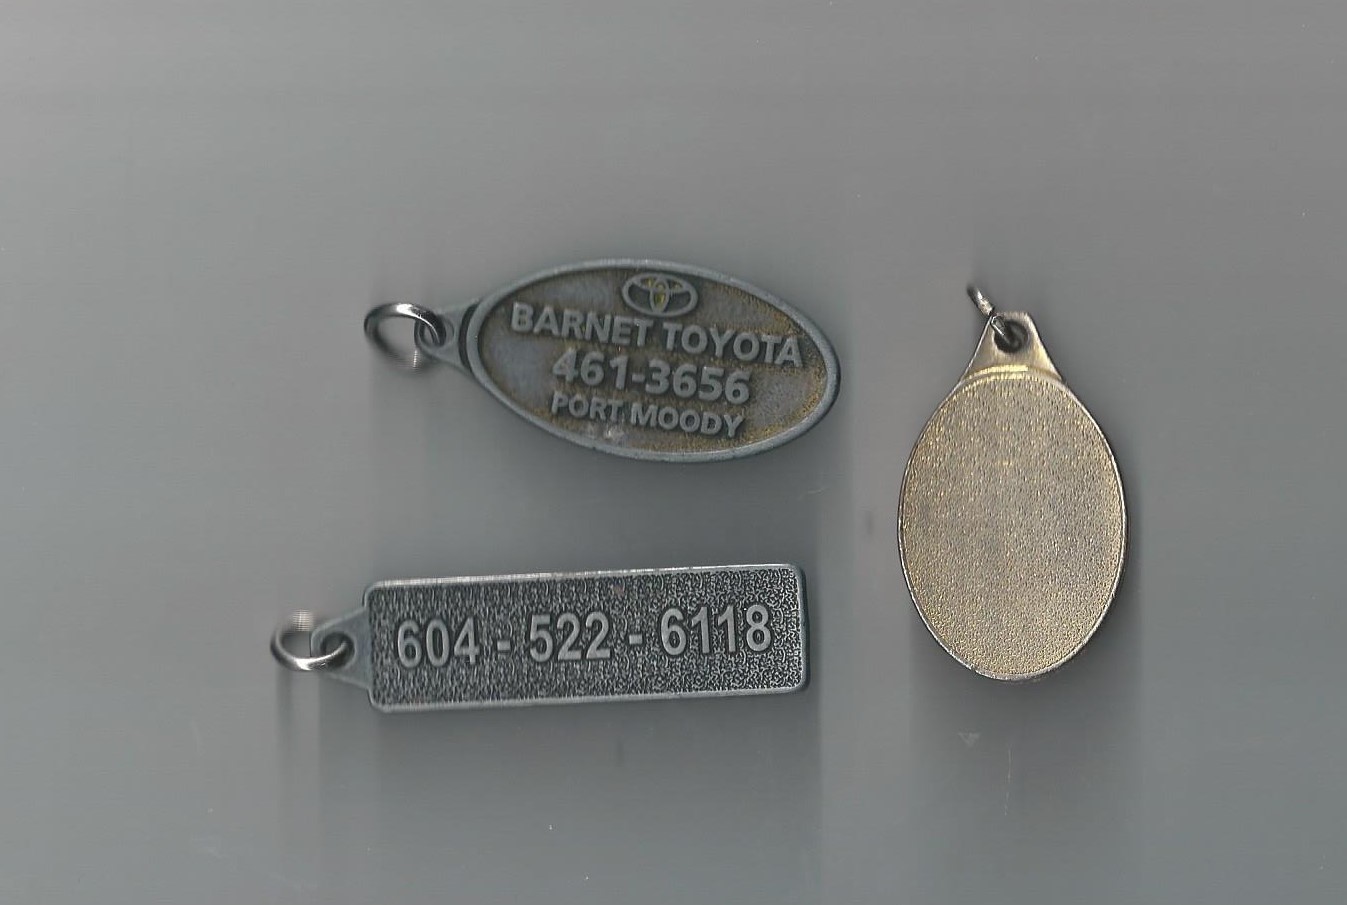 BARNET TOYOTA
461-3656
PORT MOODY
604 - 522 - 6118